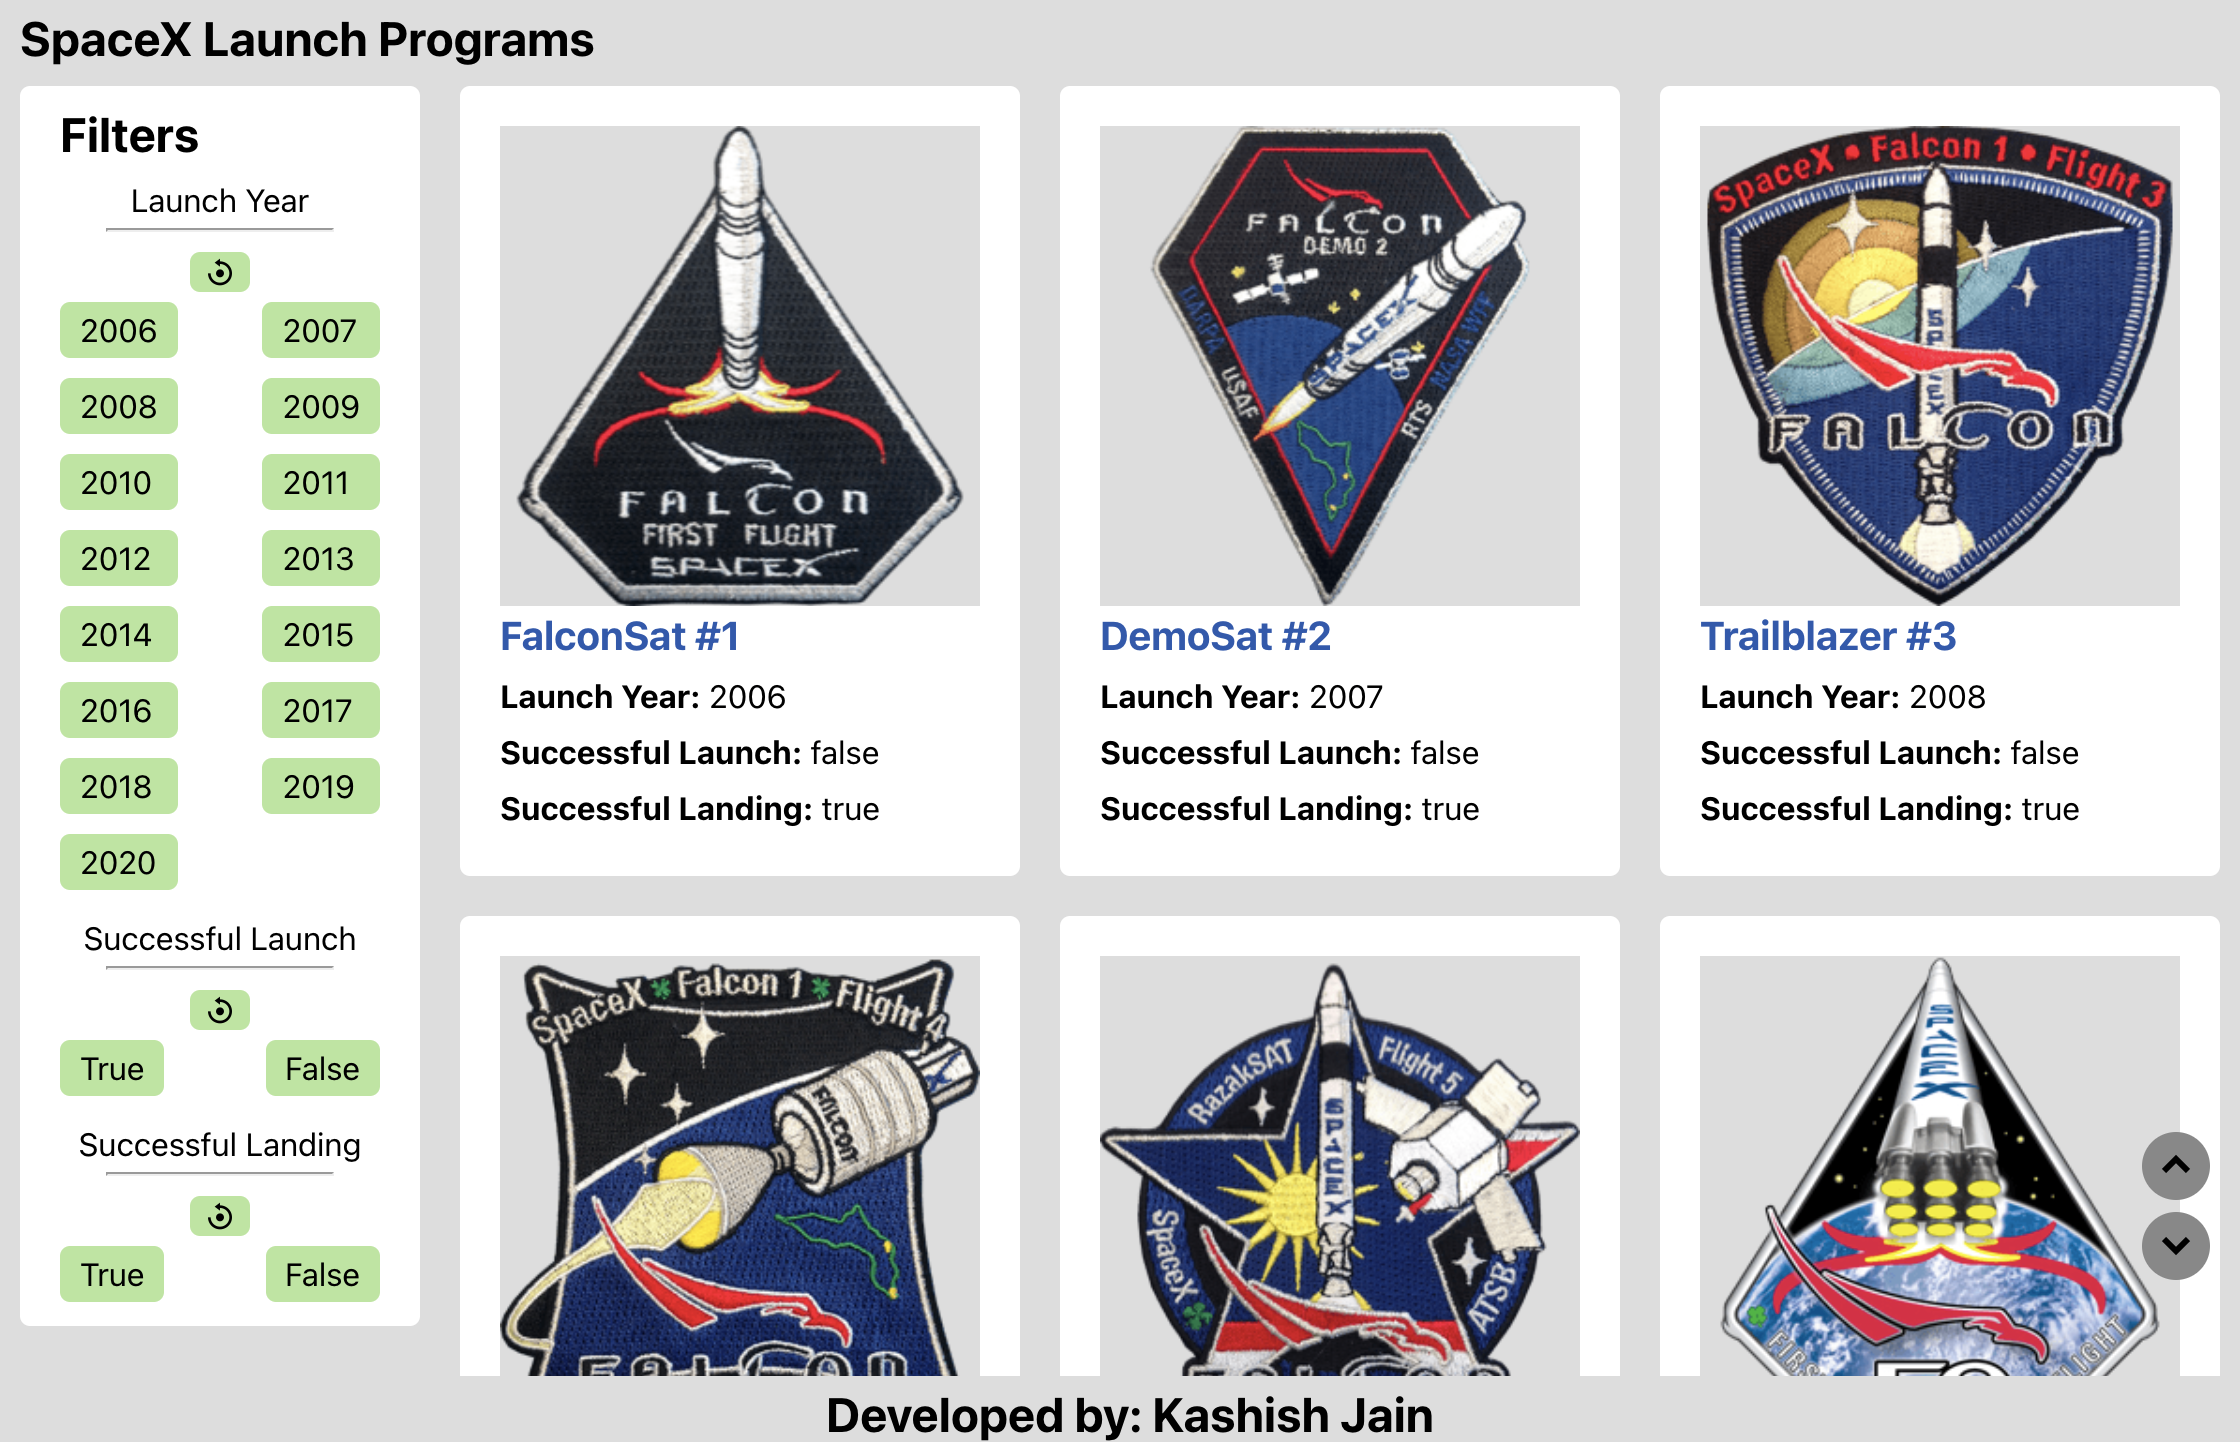 SpaceX Launch Programs
Filters
Launch Year
2006 2007
2008 2009
2010 2011
2012 2013
2014 2015
2016 2017
2018 2019
2020
Successful Launch
True False
Successful Landing
True False
FALCON
FIRST FLIGHT
SPACEX
FalconSat #1
Launch Year: 2006
Successful Launch: false
Successful Landing: true
FALCON
DEMO 2
SPACEX
DARPA USAF
RTS NASA WFF
DemoSat #2
Launch Year: 2007
Successful Launch: false
Successful Landing: true
SpaceX • Falcon 1 • Flight 3
SPACEX
FALCON
Trailblazer #3
Launch Year: 2008
Successful Launch: false
Successful Landing: true
SpaceX Falcon 1 Flight 4
FALCON
FALCON
RazakSAT Flight 5
SPACEX
SpaceX ATSB
FALCON
SPACEX
Developed by: Kashish Jain